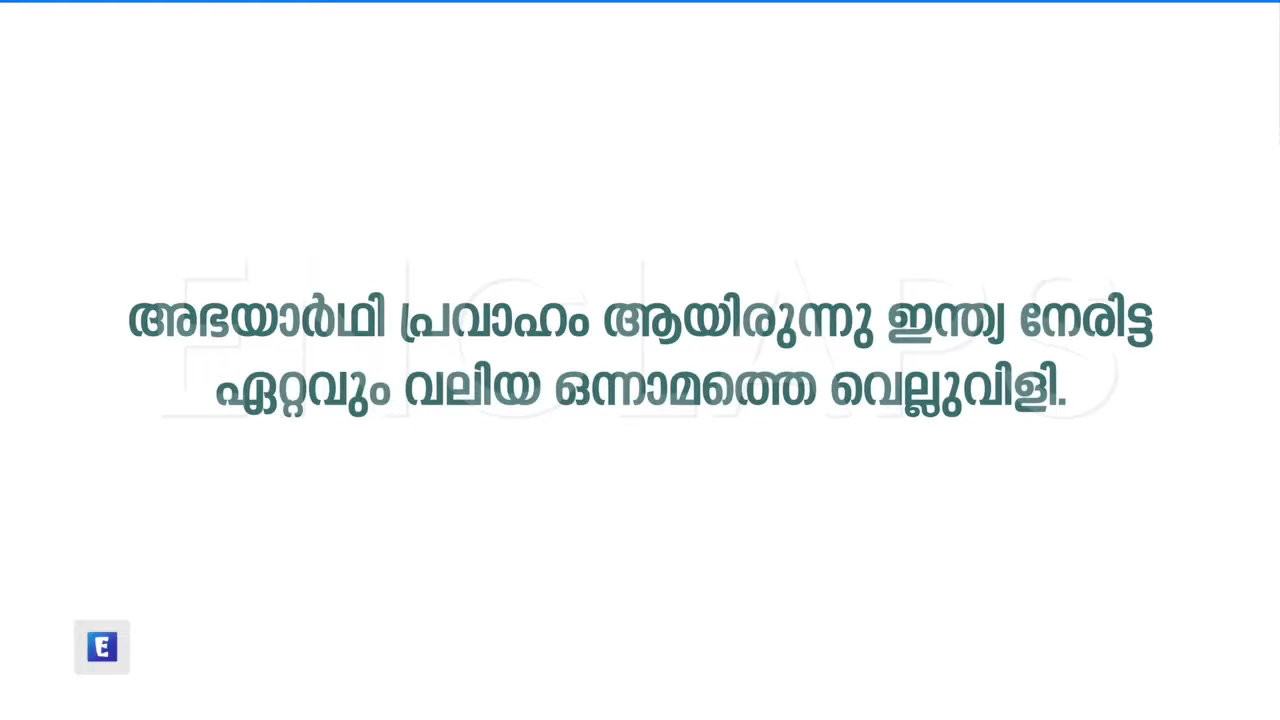 അഭയാർഥി പ്രവാഹം ആയിരുന്നു ഇന്ത്യ നേരിട്ട
ഏറ്റവും വലിയ ഒന്നാമത്തെ വെല്ലുവിളി.
E